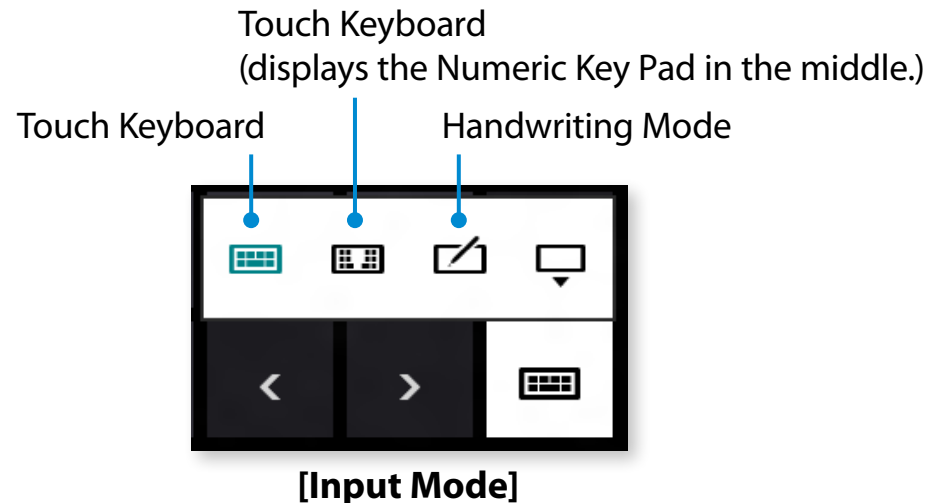 Touch Keyboard
(displays the Numeric Key Pad in the middle.)
Touch Keyboard
Handwriting Mode
[Input Mode]